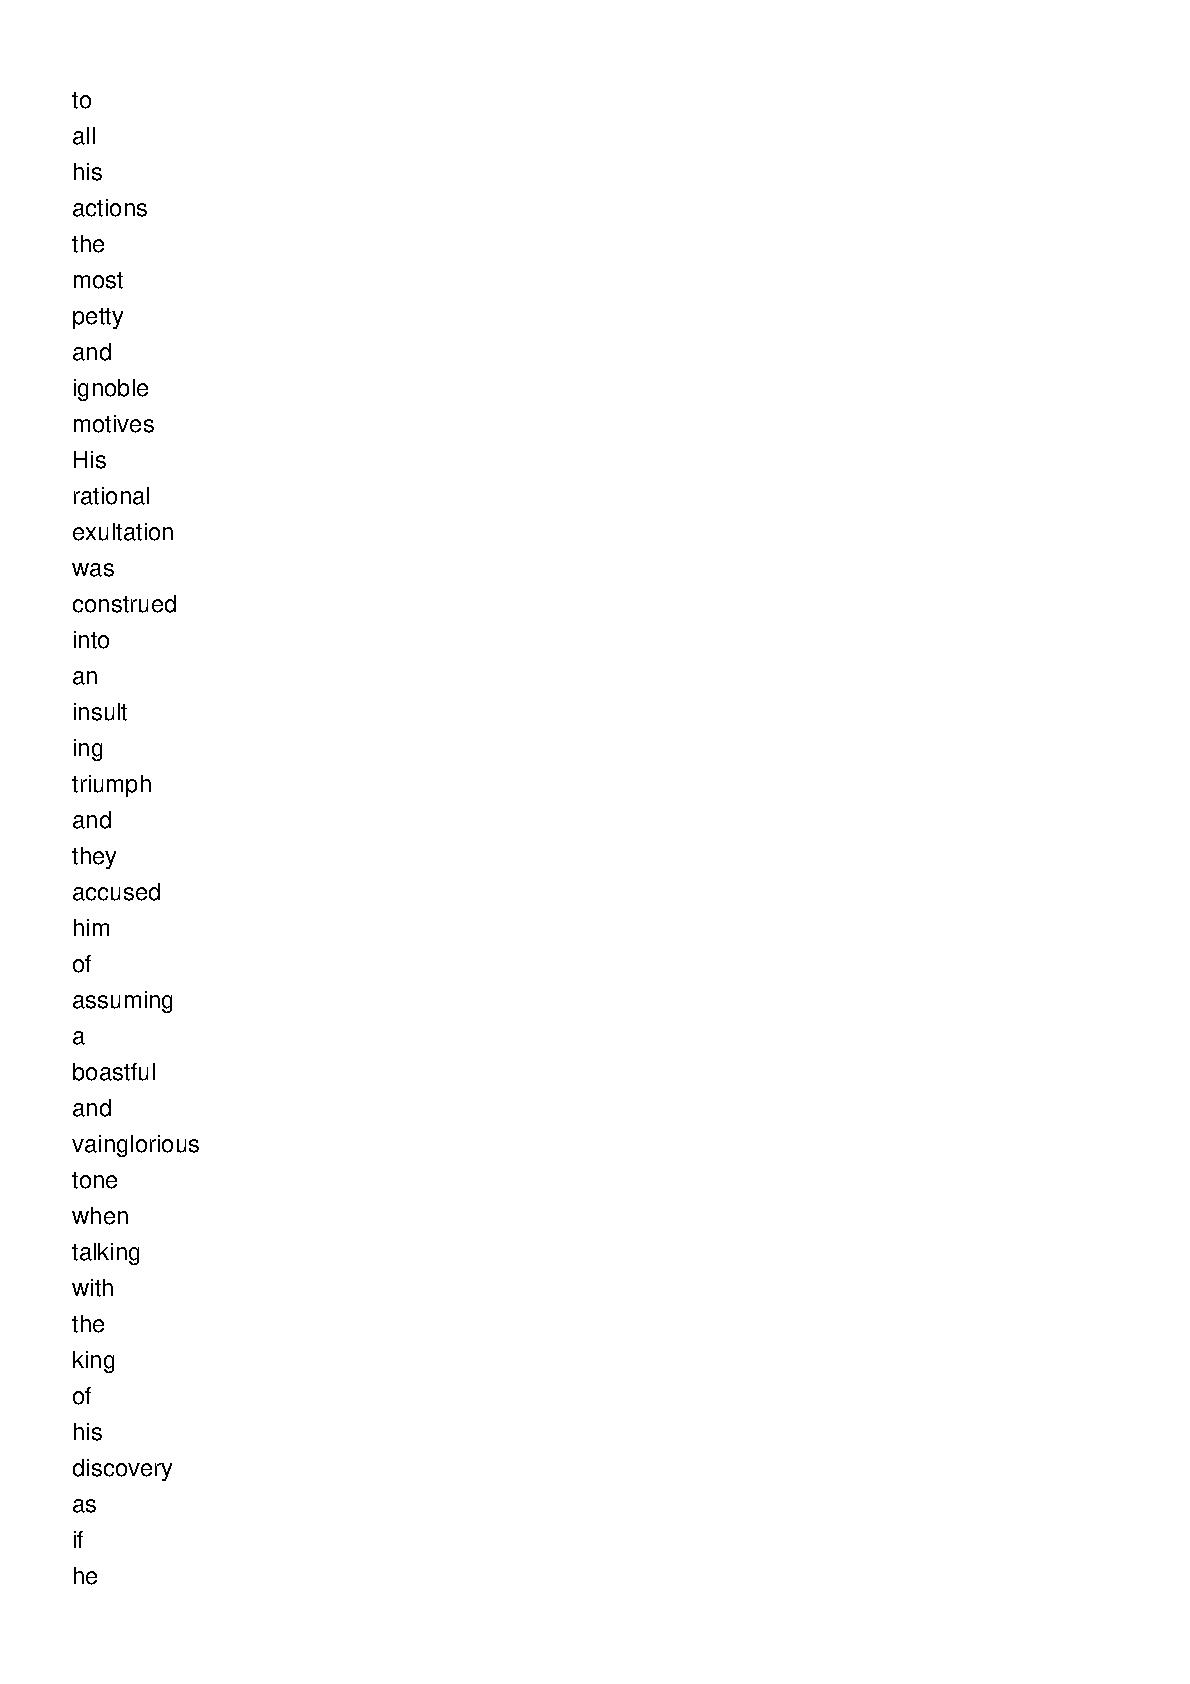 to
all
his
actions
the
most
petty
and
ignoble
motives
His
rational
exultation
was
construed
into
an
insult
ing
triumph
and
they
accused
him
of
assuming
a
boastful
and
vainglorious
tone
when
talking
with
the
king
of
his
discovery
as
if
he